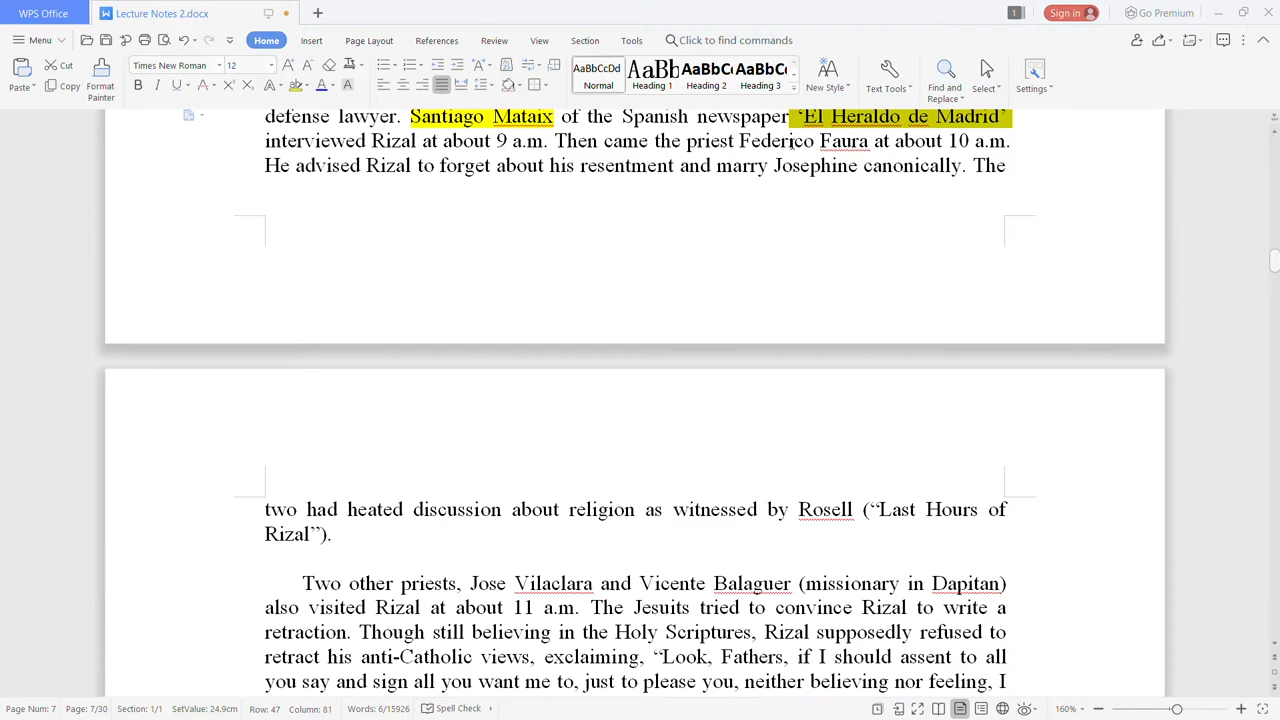 WPS Office
Lecture Notes 2.docx
1
Sign in
Go Premium
Menu
Home
Insert
Page Layout
References
Review
View
Section
Tools
Click to find commands
Paste
Cut
Copy
Format
Painter
Times New Roman
12
AaBbCcDd
Normal
AaBb
Heading 1
AaBbC
Heading 2
AaBbC
Heading 3
New Style
Text Tools
Find and
Replace
Select
Settings
defense lawyer. Santiago Mataix of the Spanish newspaper ‘El Heraldo de Madrid’
interviewed Rizal at about 9 a.m. Then came the priest Federico Faura at about 10 a.m.
He advised Rizal to forget about his resentment and marry Josephine canonically. The
two had heated discussion about religion as witnessed by Rosell (“Last Hours of
Rizal”).
Two other priests, Jose Vilaclara and Vicente Balaguer (missionary in Dapitan)
also visited Rizal at about 11 a.m. The Jesuits tried to convince Rizal to write a
retraction. Though still believing in the Holy Scriptures, Rizal supposedly refused to
retract his anti-Catholic views, exclaiming, “Look, Fathers, if I should assent to all
you say and sign all you want me to, just to please you, neither believing nor feeling, I
Page Num: 7
Page: 7/30
Section: 1/1
SetValue: 24.9cm
Row: 47
Column: 81
Words: 6/15926
Spell Check
160%